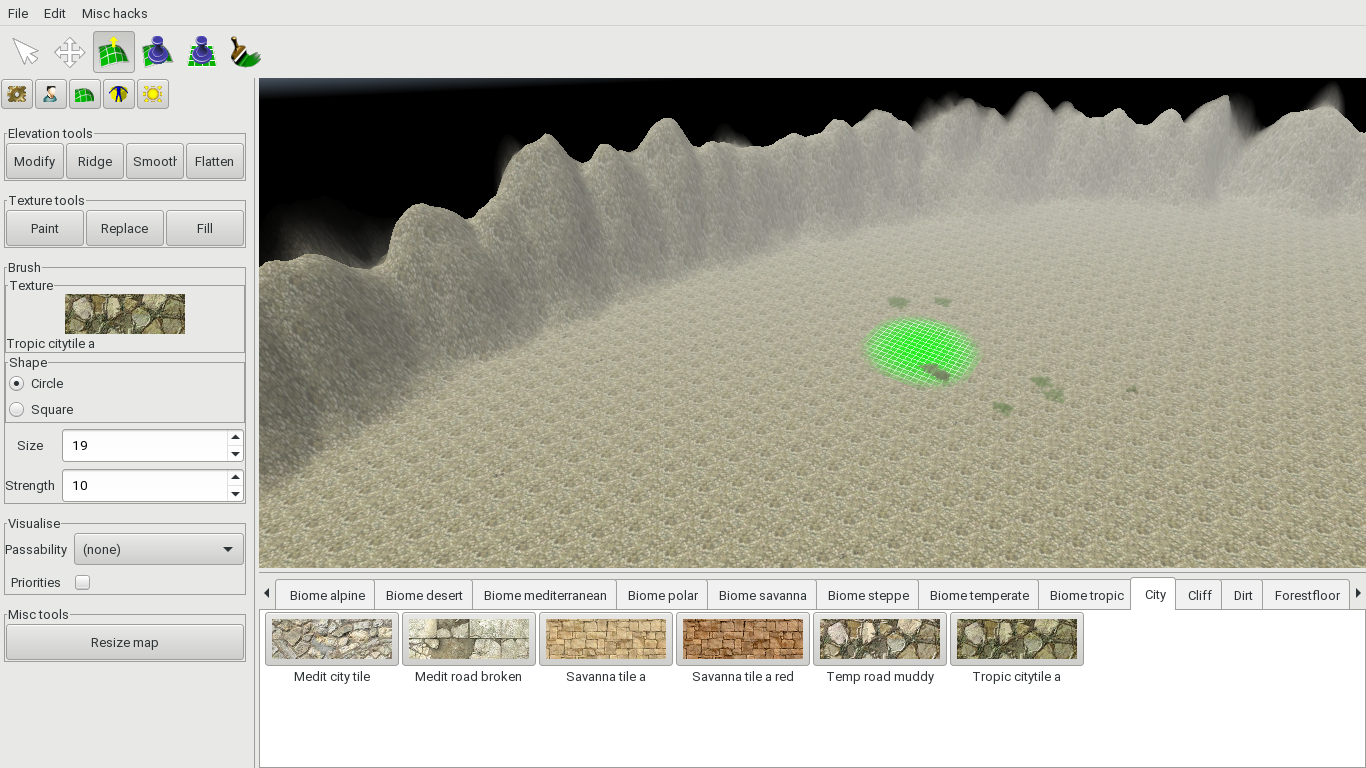 File Edit Misc hacks
Elevation tools
Modify Ridge Smooth Flatten
Texture tools
Paint Replace Fill
Brush
Texture
Tropic citytile a
Shape
Circle
Square
Size 19
Strength 10
Visualise
Passability (none)
Priorities
Misc tools
Resize map
Biome alpine Biome desert Biome mediterranean Biome polar Biome savanna Biome steppe Biome temperate Biome tropic City Cliff Dirt Forestfloor
Medit city tile Medit road broken Savanna tile a Savanna tile a red Temp road muddy Tropic citytile a